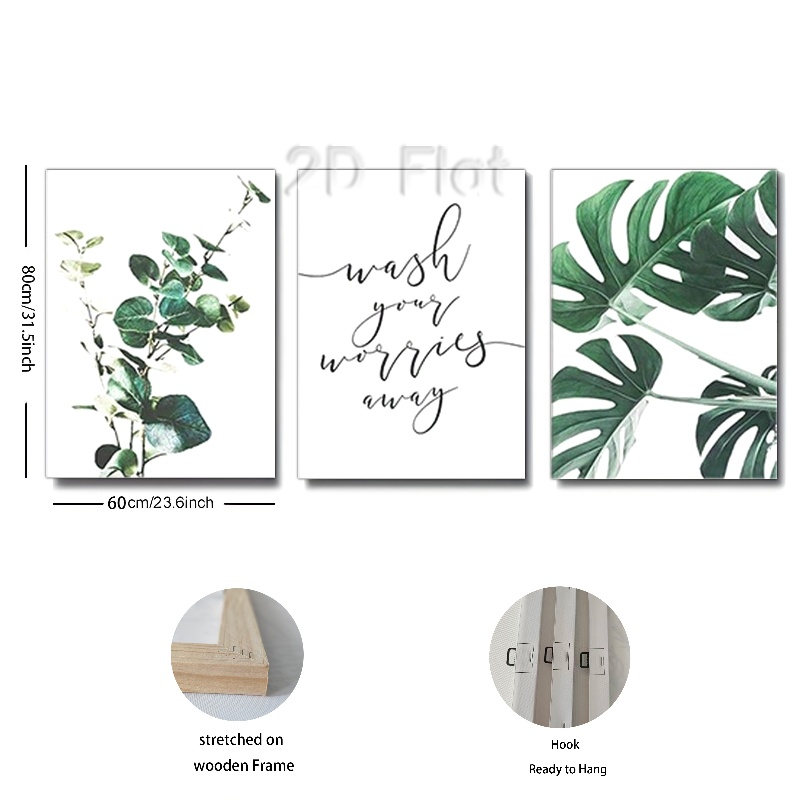 2D Flat
80cm/31.5inch
wash
your
worries
away
60cm/23.6inch
stretched on
wooden Frame
Hook
Ready to Hang